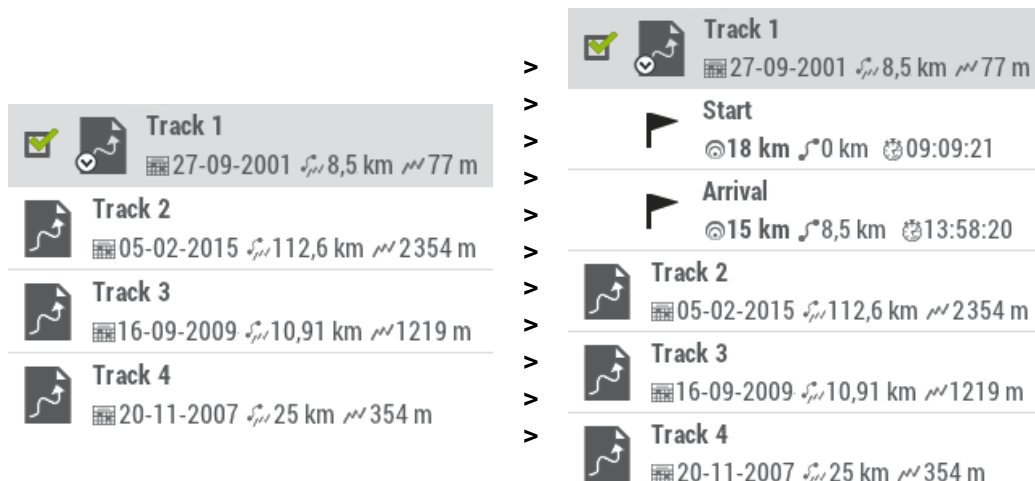 Track 1
27-09-2001 8,5 km 77 m
Track 2
05-02-2015 112,6 km 2354 m
Track 3
16-09-2009 10,91 km 1219 m
Track 4
20-11-2007 25 km 354 m
>
>
>
>
>
>
>
>
>
>
>
Track 1
27-09-2001 8,5 km 77 m
Start
18 km 0 km 09:09:21
Arrival
15 km 8,5 km 13:58:20
Track 2
05-02-2015 112,6 km 2354 m
Track 3
16-09-2009 10,91 km 1219 m
Track 4
20-11-2007 25 km 354 m